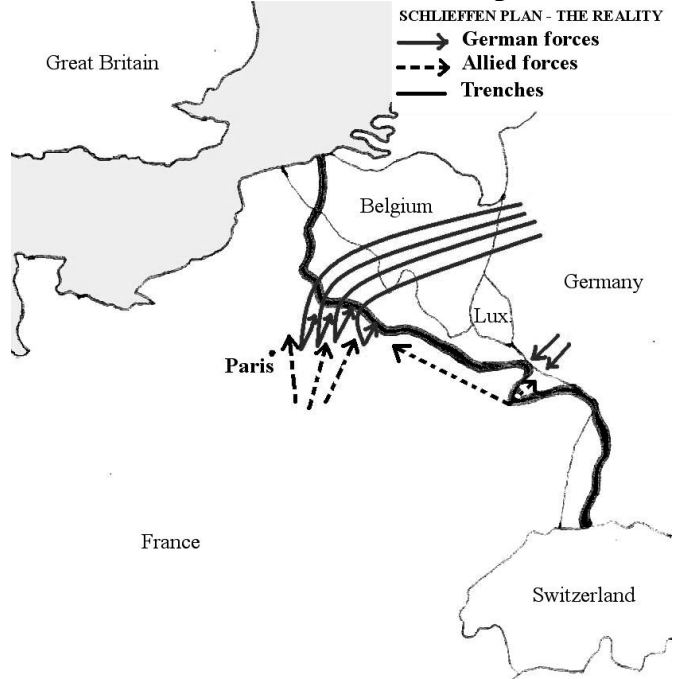 SCHLIEFFEN PLAN - THE REALITY
German forces
Allied forces
Trenches
Great Britain
Belgium
Germany
Lux.
Paris
France
Switzerland